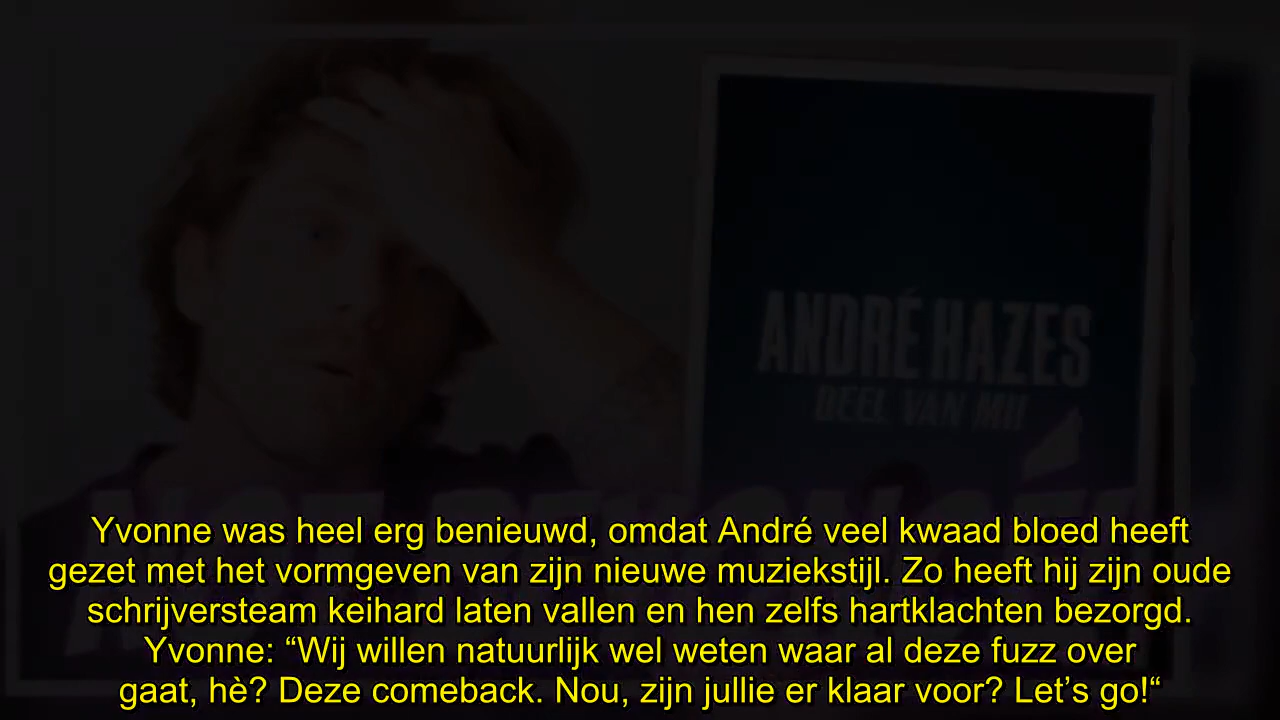 ANDRÉ HAZES
DEEL VAN MIJ
Yvonne was heel erg benieuwd, omdat André veel kwaad bloed heeft
gezet met het vormgeven van zijn nieuwe muziekstijl. Zo heeft hij zijn oude
schrijversteam keihard laten vallen en hen zelfs hartklachten bezorgd.
Yvonne: “Wij willen natuurlijk wel weten waar al deze fuzz over
gaat, hè? Deze comeback. Nou, zijn jullie er klaar voor? Let’s go!“